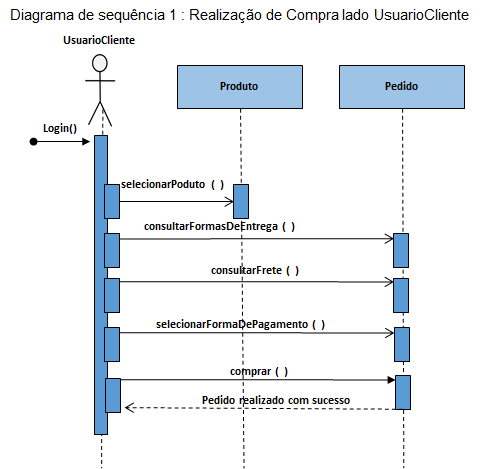 Diagrama de sequência 1 : Realização de Compra lado UsuarioCliente
UsuarioCliente
Produto
Pedido
Login()
selecionarPoduto ( )
consultarFormasDeEntrega ( )
consultarFrete ( )
selecionarFormaDePagamento ( )
comprar ( )
Pedido realizado com sucesso